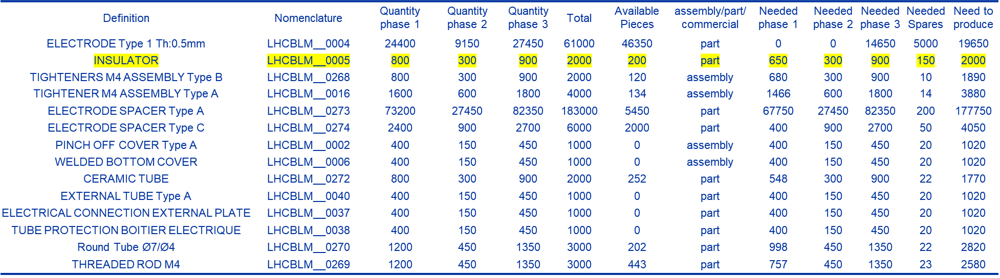 Definition Nomenclature Quantity phase 1 Quantity phase 2 Quantity phase 3 Total Available Pieces assembly/part/commercial Needed phase 1 Needed phase 2 Needed phase 3 Needed Spares Need to produce
ELECTRODE Type 1 Th:0.5mm LHCBLM__0004 24400 9150 27450 61000 46350 part 0 0 14650 5000 19650
INSULATOR LHCBLM__0005 800 300 900 2000 200 part 650 300 900 150 2000
TIGHTENERS M4 ASSEMBLY Type B LHCBLM__0268 800 300 900 2000 120 assembly 680 300 900 10 1890
TIGHTENER M4 ASSEMBLY Type A LHCBLM__0016 1600 600 1800 4000 134 assembly 1466 600 1800 14 3880
ELECTRODE SPACER Type A LHCBLM__0273 73200 27450 82350 183000 5450 part 67750 27450 82350 200 177750
ELECTRODE SPACER Type C LHCBLM__0274 2400 900 2700 6000 2000 part 400 900 2700 50 4050
PINCH OFF COVER Type A LHCBLM__0002 400 150 450 1000 0 assembly 400 150 450 20 1020
WELDED BOTTOM COVER LHCBLM__0006 400 150 450 1000 0 assembly 400 150 450 20 1020
CERAMIC TUBE LHCBLM__0272 800 300 900 2000 252 part 548 300 900 22 1770
EXTERNAL TUBE Type A LHCBLM__0040 400 150 450 1000 0 part 400 150 450 20 1020
ELECTRICAL CONNECTION EXTERNAL PLATE LHCBLM__0037 400 150 450 1000 0 part 400 150 450 20 1020
TUBE PROTECTION BOITIER ELECTRIQUE LHCBLM__0038 400 150 450 1000 0 part 400 150 450 20 1020
Round Tube Ø7/Ø4 LHCBLM__0270 1200 450 1350 3000 202 part 998 450 1350 22 2820
THREADED ROD M4 LHCBLM__0269 1200 450 1350 3000 443 part 757 450 1350 23 2580